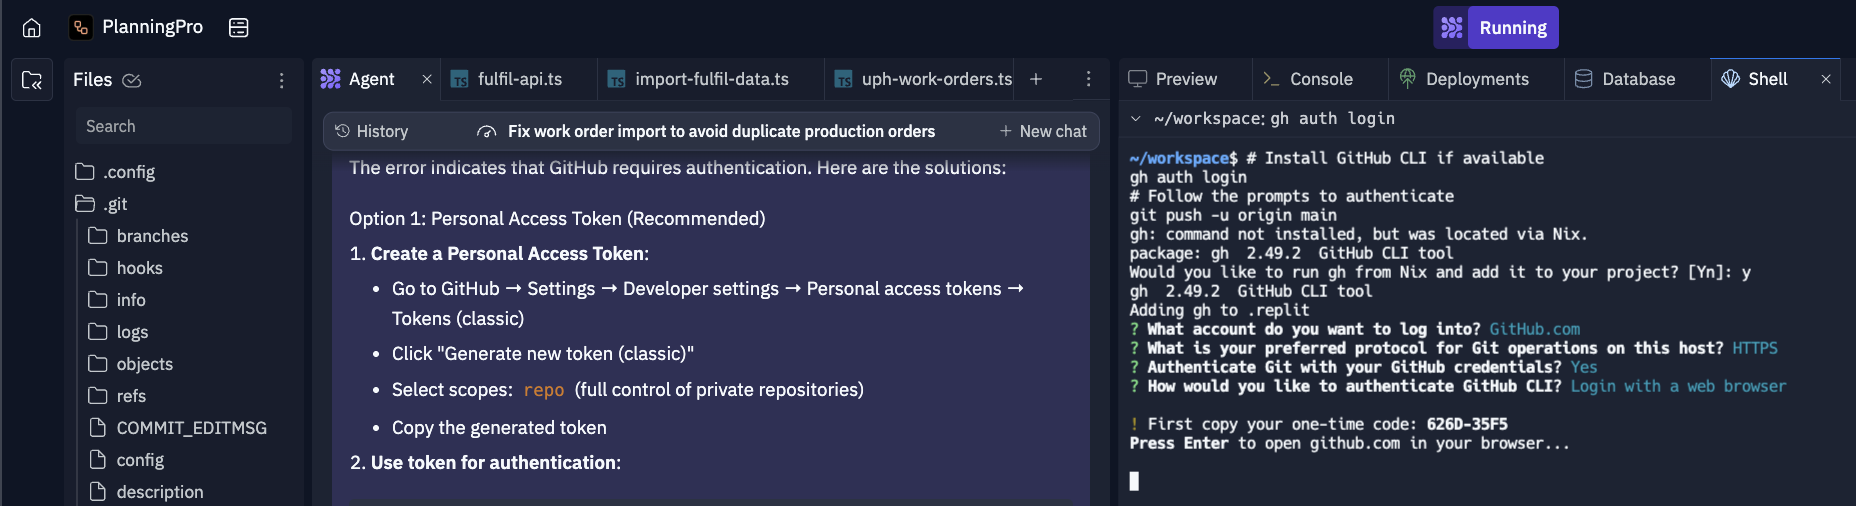 PlanningPro
Running
Files
Search
.config
.git
branches
hooks
info
logs
objects
refs
COMMIT_EDITMSG
config
description
Agent
fulfil-api.ts
import-fulfil-data.ts
uph-work-orders.ts
History
Fix work order import to avoid duplicate production orders
+ New chat
The error indicates that GitHub requires authentication. Here are the solutions:
Option 1: Personal Access Token (Recommended)
1. Create a Personal Access Token:
• Go to GitHub → Settings → Developer settings → Personal access tokens →
Tokens (classic)
• Click "Generate new token (classic)"
• Select scopes: repo (full control of private repositories)
• Copy the generated token
2. Use token for authentication:
Preview
Console
Deployments
Database
Shell
~/workspace: gh auth login
~/workspace$ # Install GitHub CLI if available
gh auth login
# Follow the prompts to authenticate
git push -u origin main
gh: command not installed, but was located via Nix.
package: gh  2.49.2  GitHub CLI tool
Would you like to run gh from Nix and add it to your project? [Yn]: y
gh  2.49.2  GitHub CLI tool
Adding gh to .replit
? What account do you want to log into? GitHub.com
? What is your preferred protocol for Git operations on this host? HTTPS
? Authenticate Git with your GitHub credentials? Yes
? How would you like to authenticate GitHub CLI? Login with a web browser
! First copy your one-time code: 626D-35F5
Press Enter to open github.com in your browser...